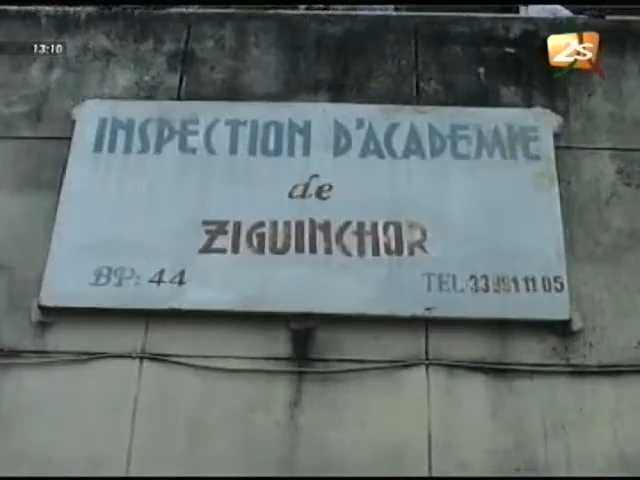 13:10
2s
INSPECTION D'ACADEMIE
de
ZIGUINCHOR
BP: 44
TEL:33 991 11 05